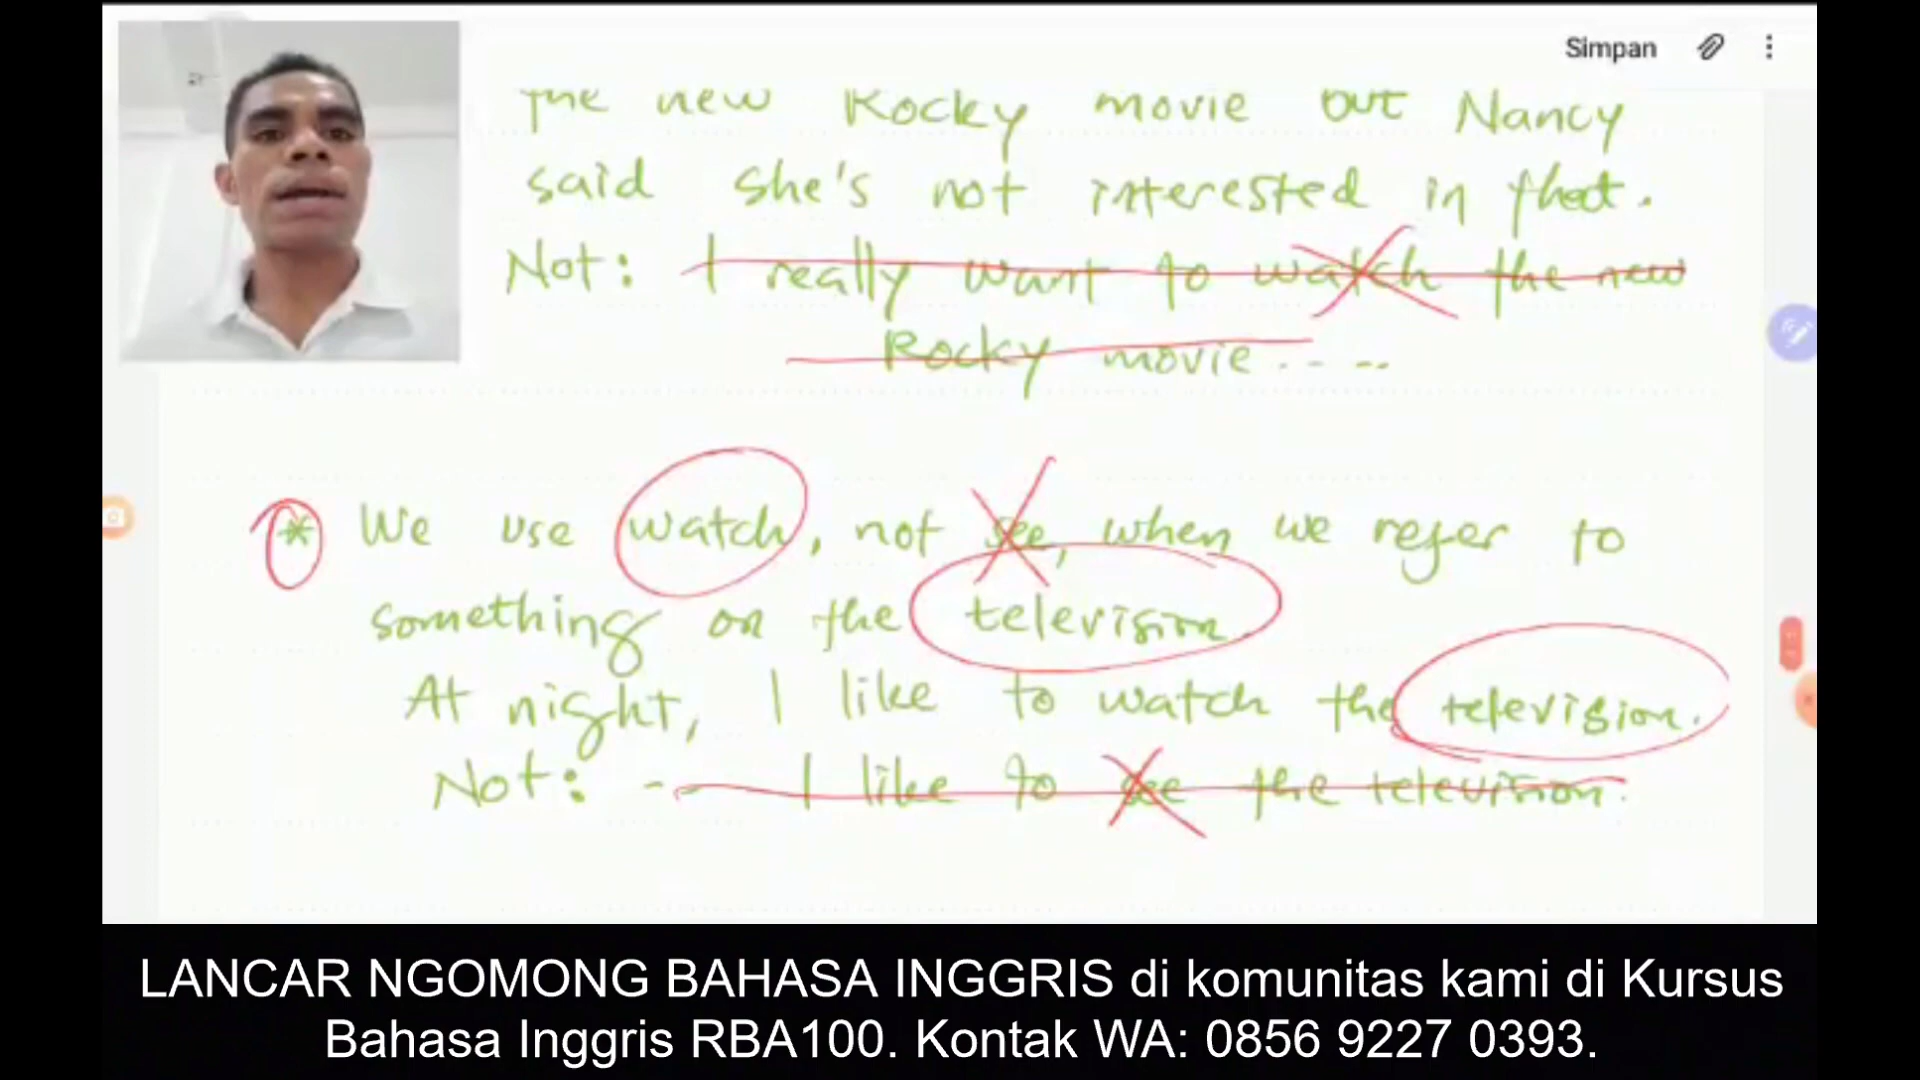 Simpan
the new Rocky movie but Nancy
said she's not interested in that.
Not: I really want to watch the new
Rocky movie.... 
* We use watch, not see, when we refer to
something on the television.
At night, I like to watch the television.
Not: -- I like to see the television.
LANCAR NGOMONG BAHASA INGGRIS di komunitas kami di Kursus
Bahasa Inggris RBA100. Kontak WA: 0856 9227 0393.